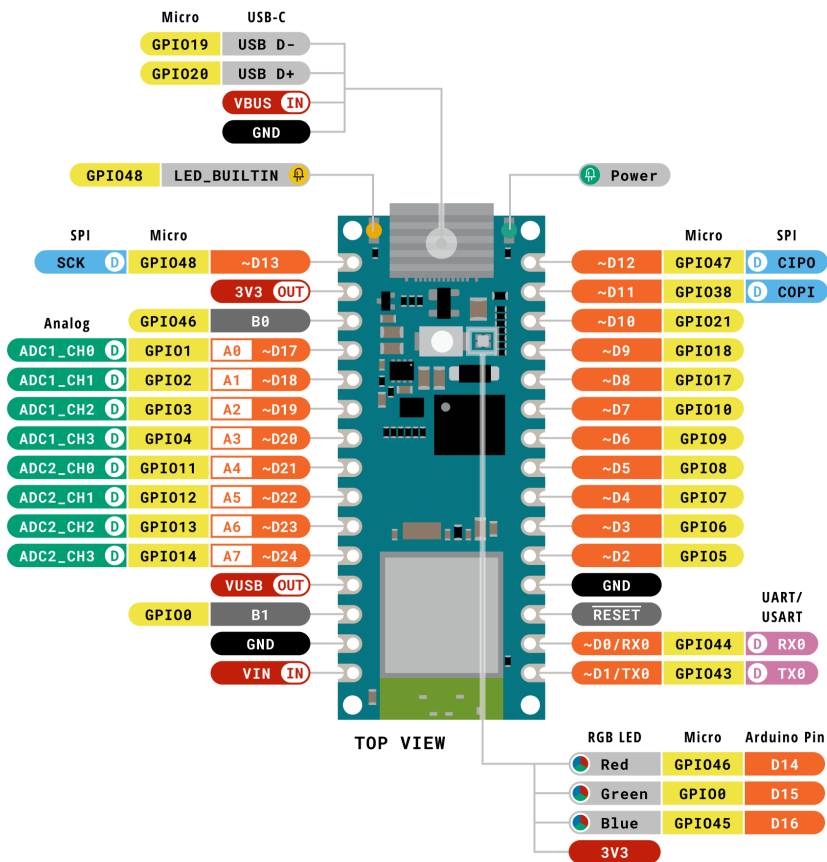 Micro USB-C
GPIO19 USB D-
GPIO20 USB D+
VBUS IN
GND
GPIO48 LED_BUILTIN
Power
SPI Micro
SCK D GPIO48 ~D13
3V3 OUT
GPIO46 B0
Analog
ADC1_CH0 D GPIO1 A0 ~D17
ADC1_CH1 D GPIO2 A1 ~D18
ADC1_CH2 D GPIO3 A2 ~D19
ADC1_CH3 D GPIO4 A3 ~D20
ADC2_CH0 D GPIO11 A4 ~D21
ADC2_CH1 D GPIO12 A5 ~D22
ADC2_CH2 D GPIO13 A6 ~D23
ADC2_CH3 D GPIO14 A7 ~D24
VUSB OUT
GPIO0 B1
GND
VIN IN
Micro SPI
~D12 GPIO47 D CIPO
~D11 GPIO38 D COPI
~D10 GPIO21
~D9 GPIO18
~D8 GPIO17
~D7 GPIO10
~D6 GPIO9
~D5 GPIO8
~D4 GPIO7
~D3 GPIO6
~D2 GPIO5
GND
RESET
UART/
USART
~D0/RX0 GPIO44 D RX0
~D1/TX0 GPIO43 D TX0
TOP VIEW
RGB LED Micro Arduino Pin
Red GPIO46 D14
Green GPIO0 D15
Blue GPIO45 D16
3V3